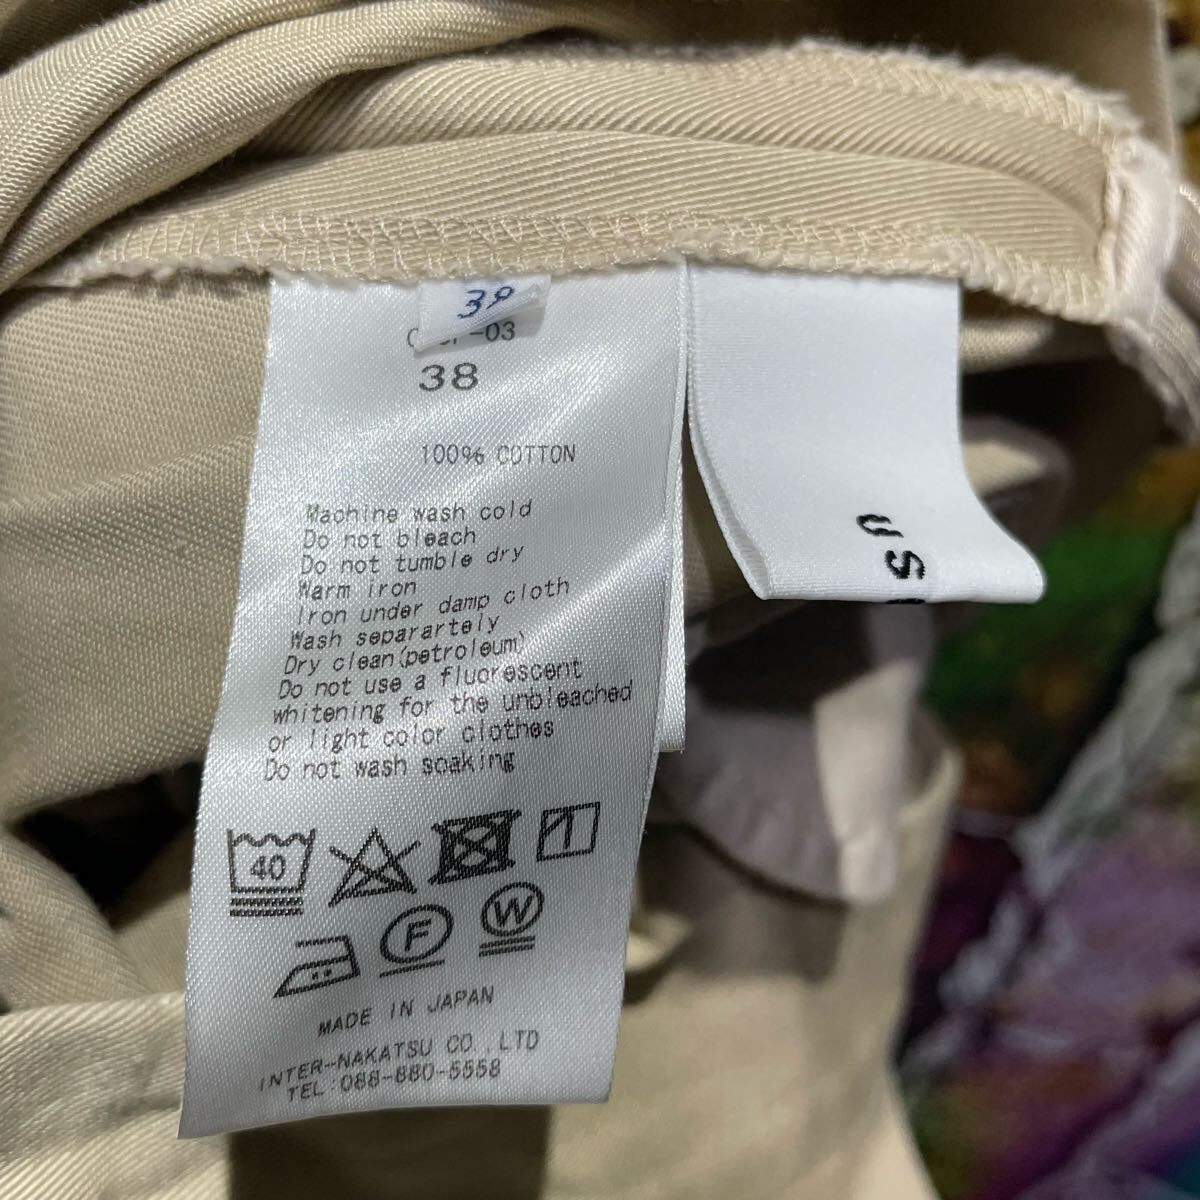 38
-03
38
100% COTTON
Machine wash cold
Do not bleach
Do not tumble dry
Warm iron
Iron under damp cloth
Wash separartely
Dry clean(petroleum)
Do not use a fluorescent
whitening for the unbleached
or light color clothes
Do not wash soaking
40
F
W
MADE IN JAPAN
INTER-NAKATSU CO.,LTD
TEL:088-880-5558
us